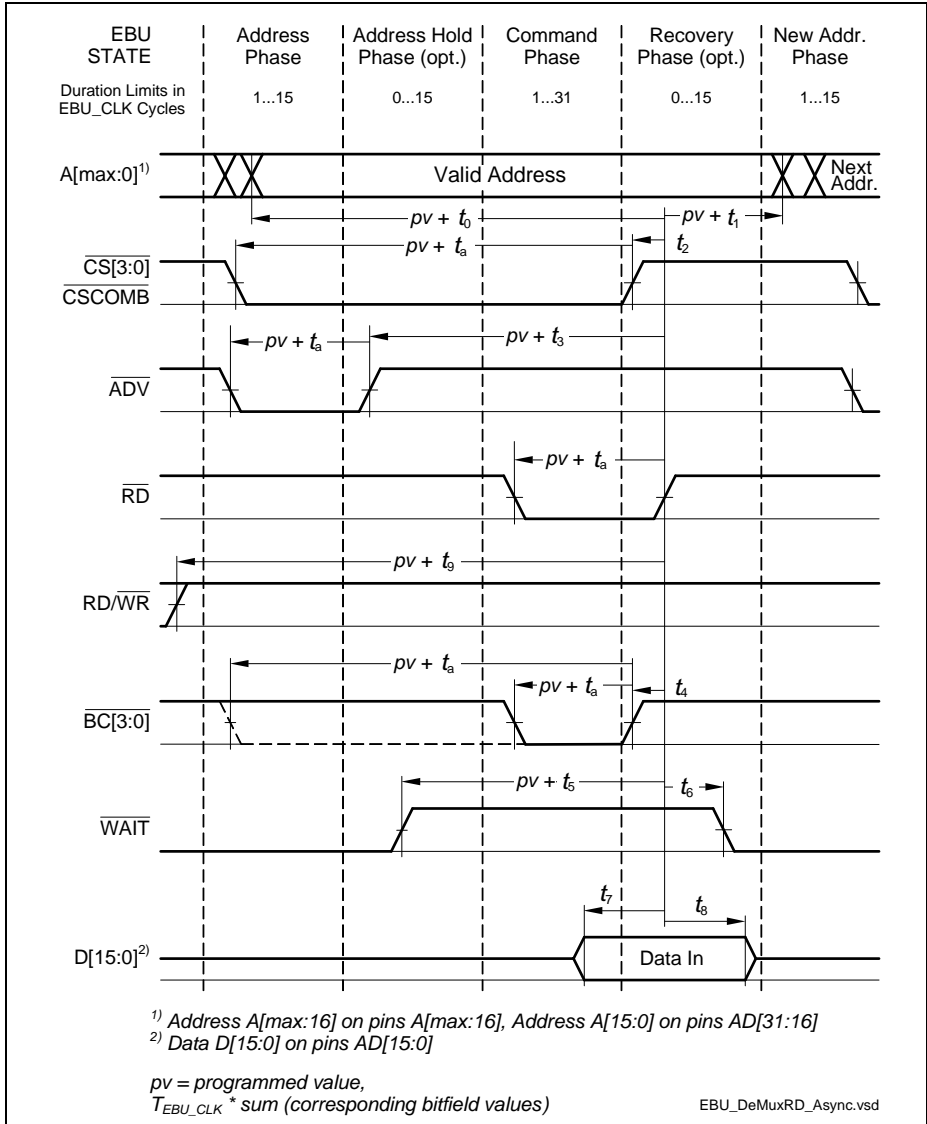 EBU STATE
Address Phase
Address Hold Phase (opt.)
Command Phase
Recovery Phase (opt.)
New Addr. Phase
Duration Limits in EBU_CLK Cycles
1...15
0...15
1...31
0...15
1...15
A[max:0]1)
Valid Address
Next Addr.
pv + t0
pv + t1
pv + ta
t2
CS[3:0]
CSCOMB
pv + ta
pv + t3
ADV
pv + ta
RD
pv + t9
RD/WR
pv + ta
pv + ta
t4
BC[3:0]
pv + t5
t6
WAIT
t7
t8
D[15:0]2)
Data In
1) Address A[max:16] on pins A[max:16], Address A[15:0] on pins AD[31:16]
2) Data D[15:0] on pins AD[15:0]
pv = programmed value,
TEBU_CLK * sum (corresponding bitfield values)
EBU_DeMuxRD_Async.vsd